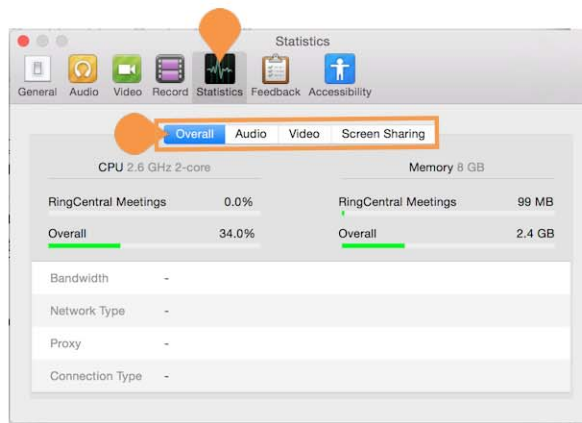 Statistics
General Audio Video Record Statistics Feedback Accessibility
Overall Audio Video Screen Sharing
CPU 2.6 GHz 2-core Memory 8 GB
RingCentral Meetings 0.0% RingCentral Meetings 99 MB
Overall 34.0% Overall 2.4 GB
Bandwidth -
Network Type -
Proxy -
Connection Type -